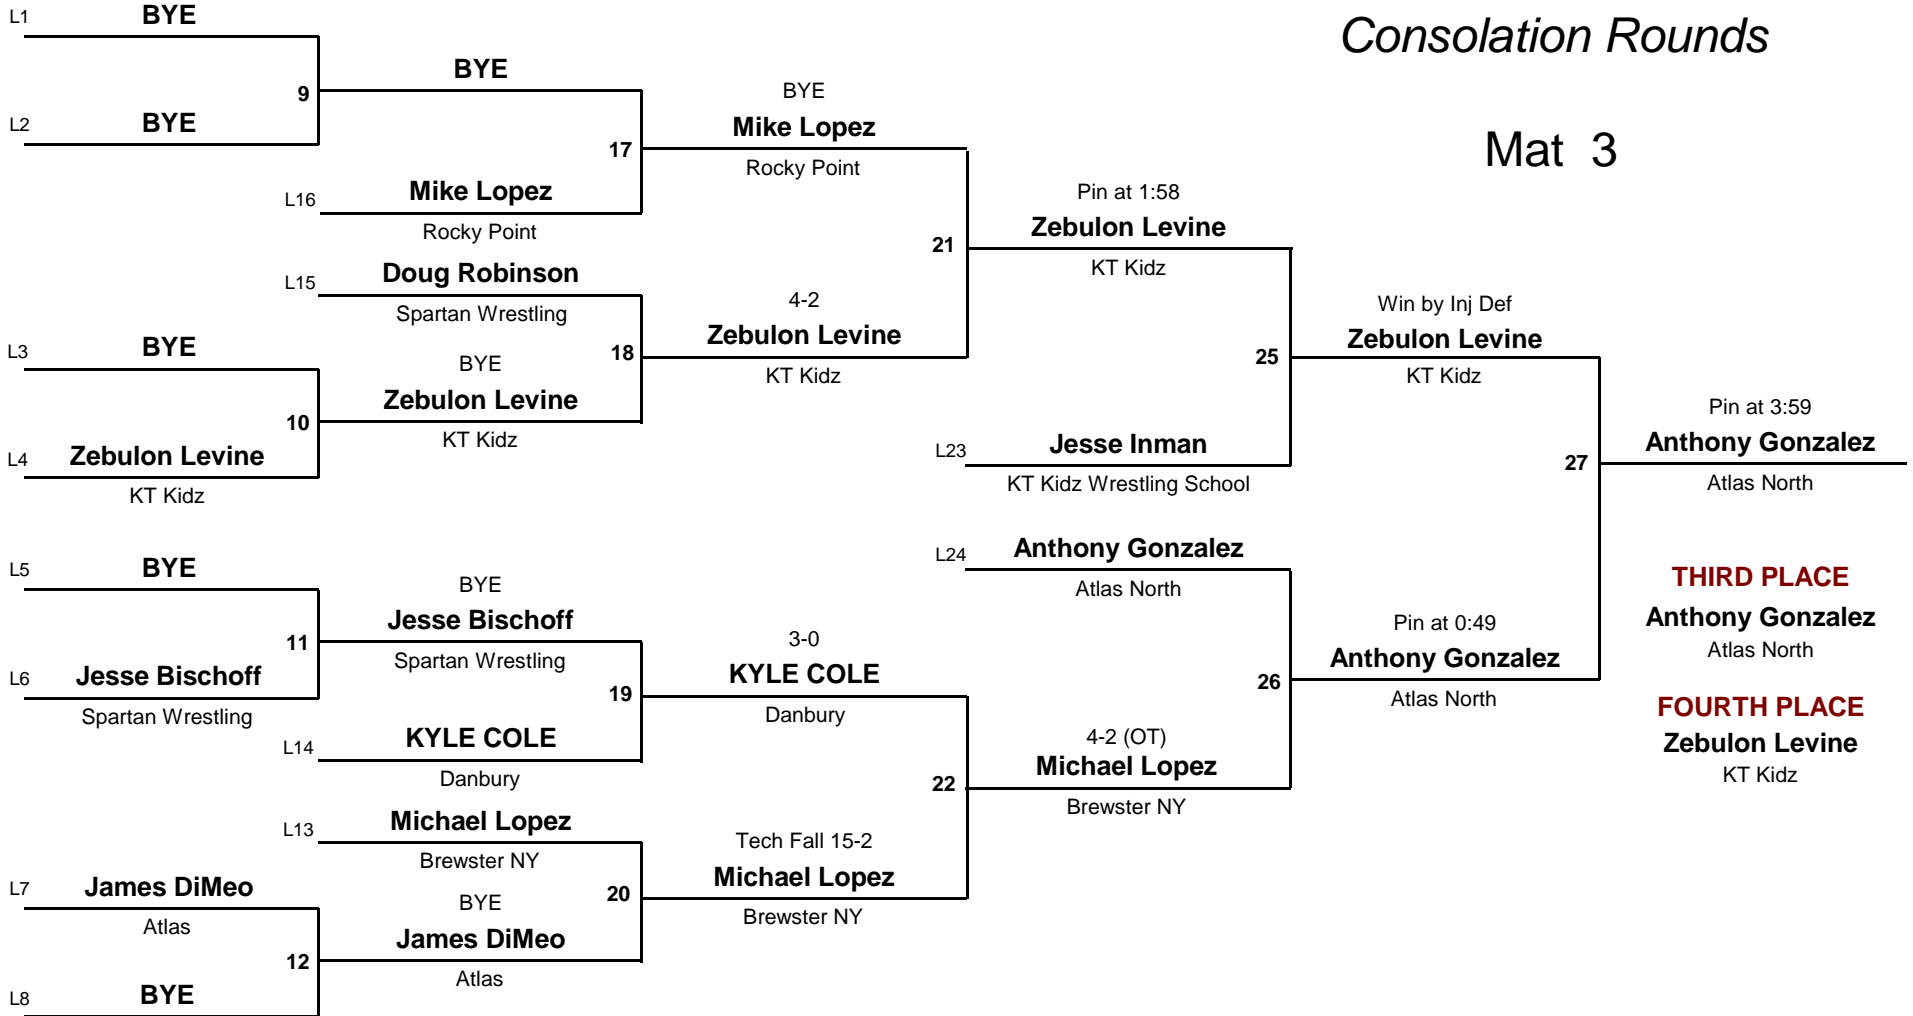 Consolation Rounds
Mat 3
L1 BYE
9
L2 BYE
BYE
17
L16 Mike Lopez
Rocky Point
BYE
Mike Lopez
Rocky Point
L15 Doug Robinson
Spartan Wrestling
18
L3 BYE
10
L4 Zebulon Levine
KT Kidz
BYE
Zebulon Levine
KT Kidz
4-2
Zebulon Levine
KT Kidz
21
Pin at 1:58
Zebulon Levine
KT Kidz
25
L23 Jesse Inman
KT Kidz Wrestling School
Win by Inj Def
Zebulon Levine
KT Kidz
27
Pin at 3:59
Anthony Gonzalez
Atlas North
L5 BYE
11
L6 Jesse Bischoff
Spartan Wrestling
BYE
Jesse Bischoff
Spartan Wrestling
19
L14 KYLE COLE
Danbury
3-0
KYLE COLE
Danbury
22
L13 Michael Lopez
Brewster NY
20
L7 James DiMeo
Atlas
12
L8 BYE
BYE
James DiMeo
Atlas
Tech Fall 15-2
Michael Lopez
Brewster NY
L24 Anthony Gonzalez
Atlas North
26
4-2 (OT)
Michael Lopez
Brewster NY
Pin at 0:49
Anthony Gonzalez
Atlas North
THIRD PLACE
Anthony Gonzalez
Atlas North
FOURTH PLACE
Zebulon Levine
KT Kidz